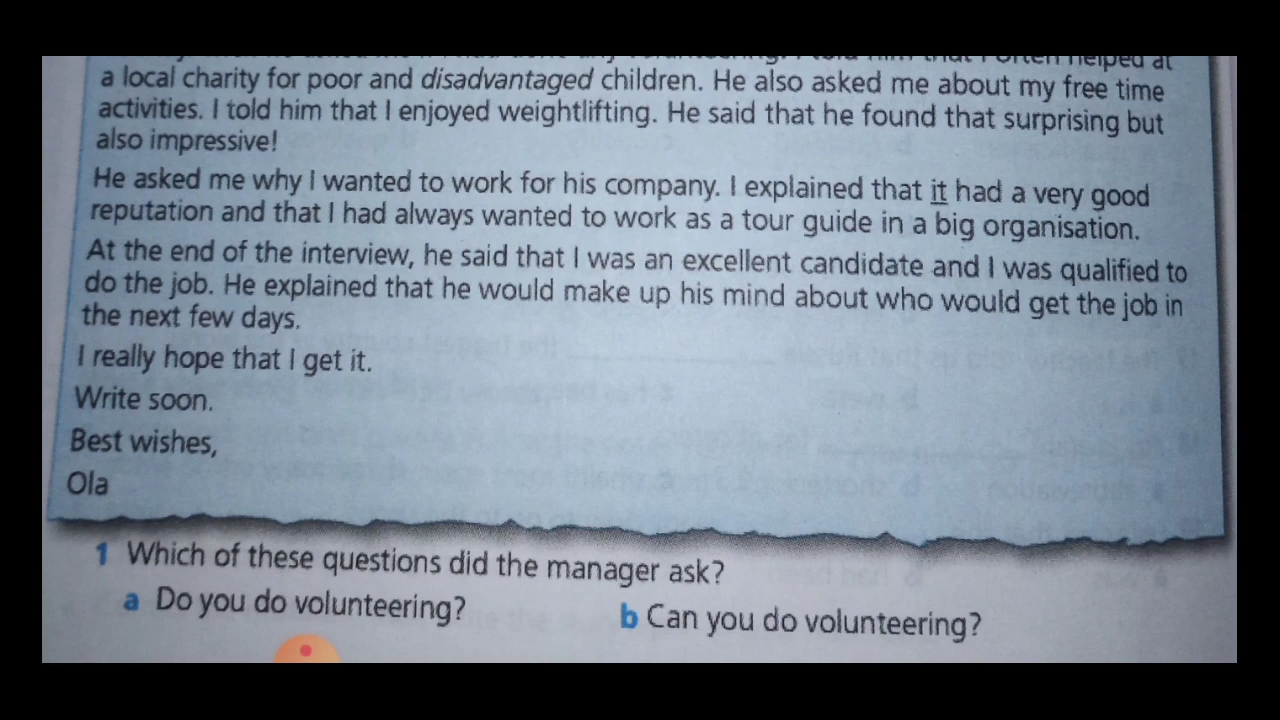 that I often helped at
a local charity for poor and disadvantaged children. He also asked me about my free time
activities. I told him that I enjoyed weightlifting. He said that he found that surprising but
also impressive!
He asked me why I wanted to work for his company. I explained that it had a very good
reputation and that I had always wanted to work as a tour guide in a big organisation.
At the end of the interview, he said that I was an excellent candidate and I was qualified to
do the job. He explained that he would make up his mind about who would get the job in
the next few days.
I really hope that I get it.
Write soon.
Best wishes,
Ola
1 Which of these questions did the manager ask?
a Do you do volunteering? b Can you do volunteering?